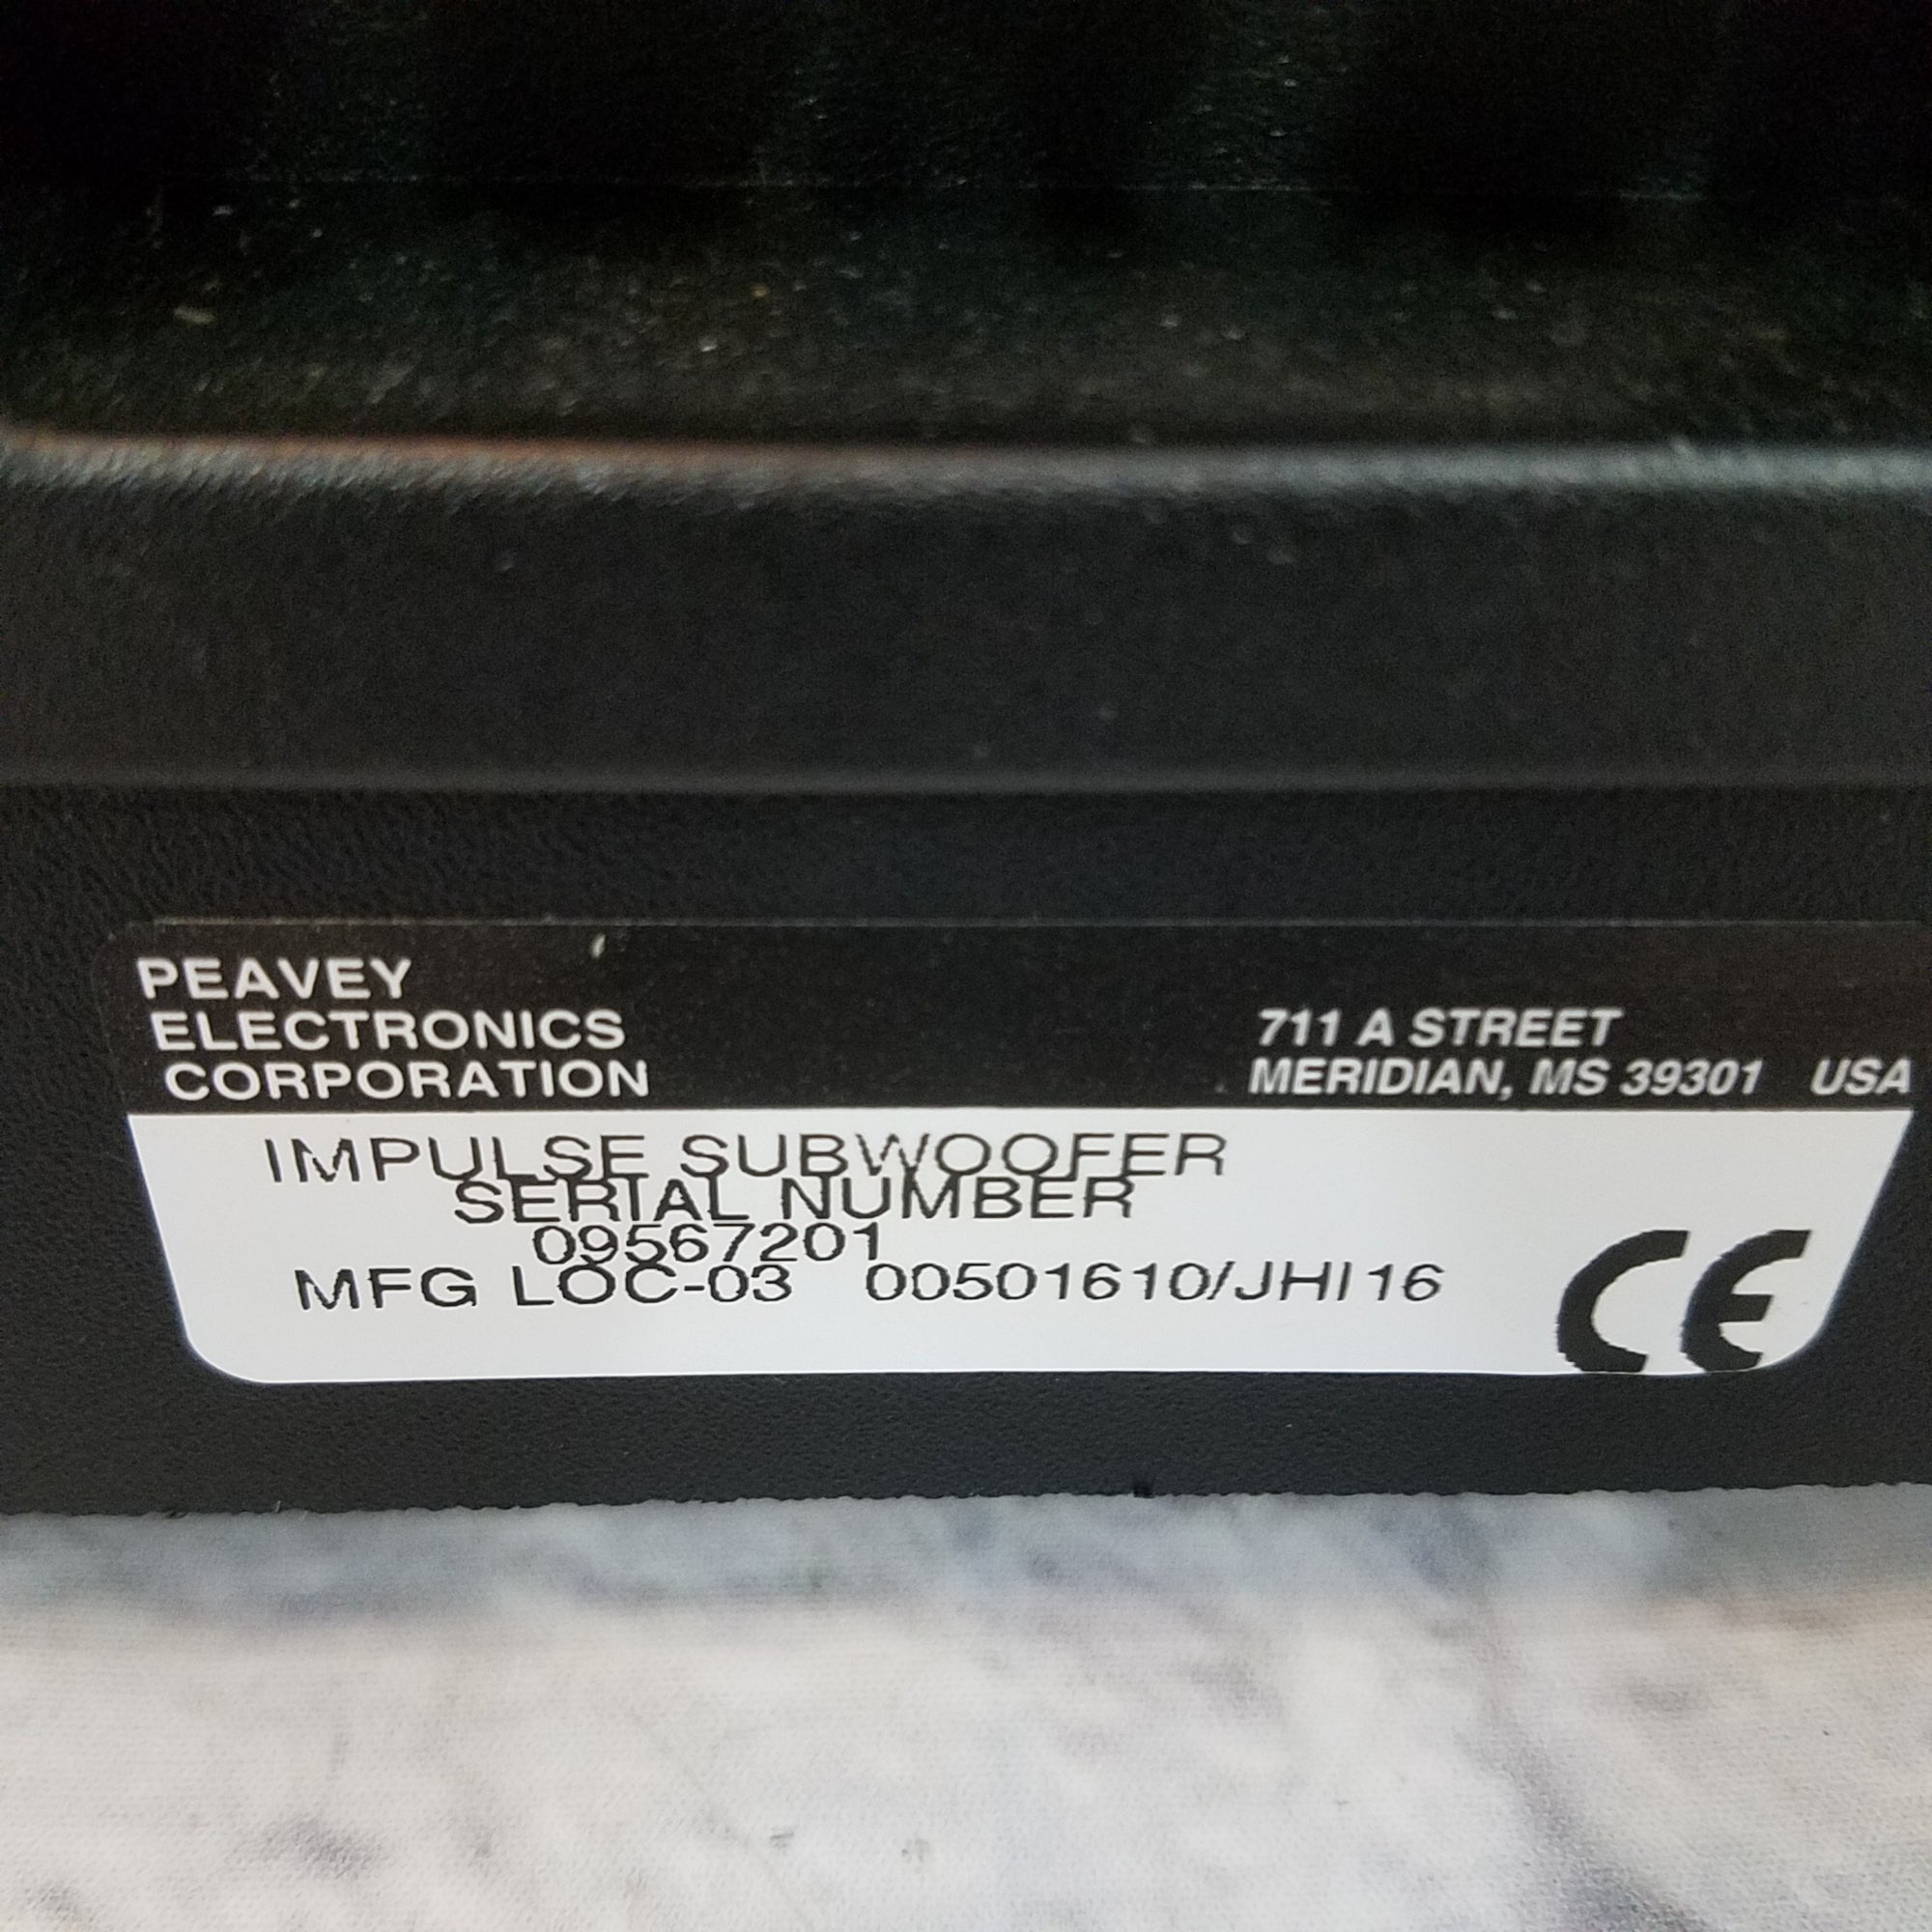 PEAVEY
ELECTRONICS
CORPORATION
711 A STREET
MERIDIAN, MS 39301 USA
IMPULSE SUBWOOFER
SERIAL NUMBER
09567201
MFG LOC-03 00501610/JHI16
CE